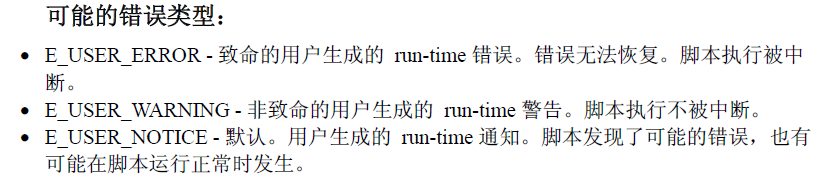 可能的错误类型：
• E_USER_ERROR - 致命的用户生成的 run-time 错误。错误无法恢复。脚本执行被中
断。
• E_USER_WARNING - 非致命的用户生成的 run-time 警告。脚本执行不被中断。
• E_USER_NOTICE - 默认。用户生成的 run-time 通知。脚本发现了可能的错误，也有
可能在脚本运行正常时发生。